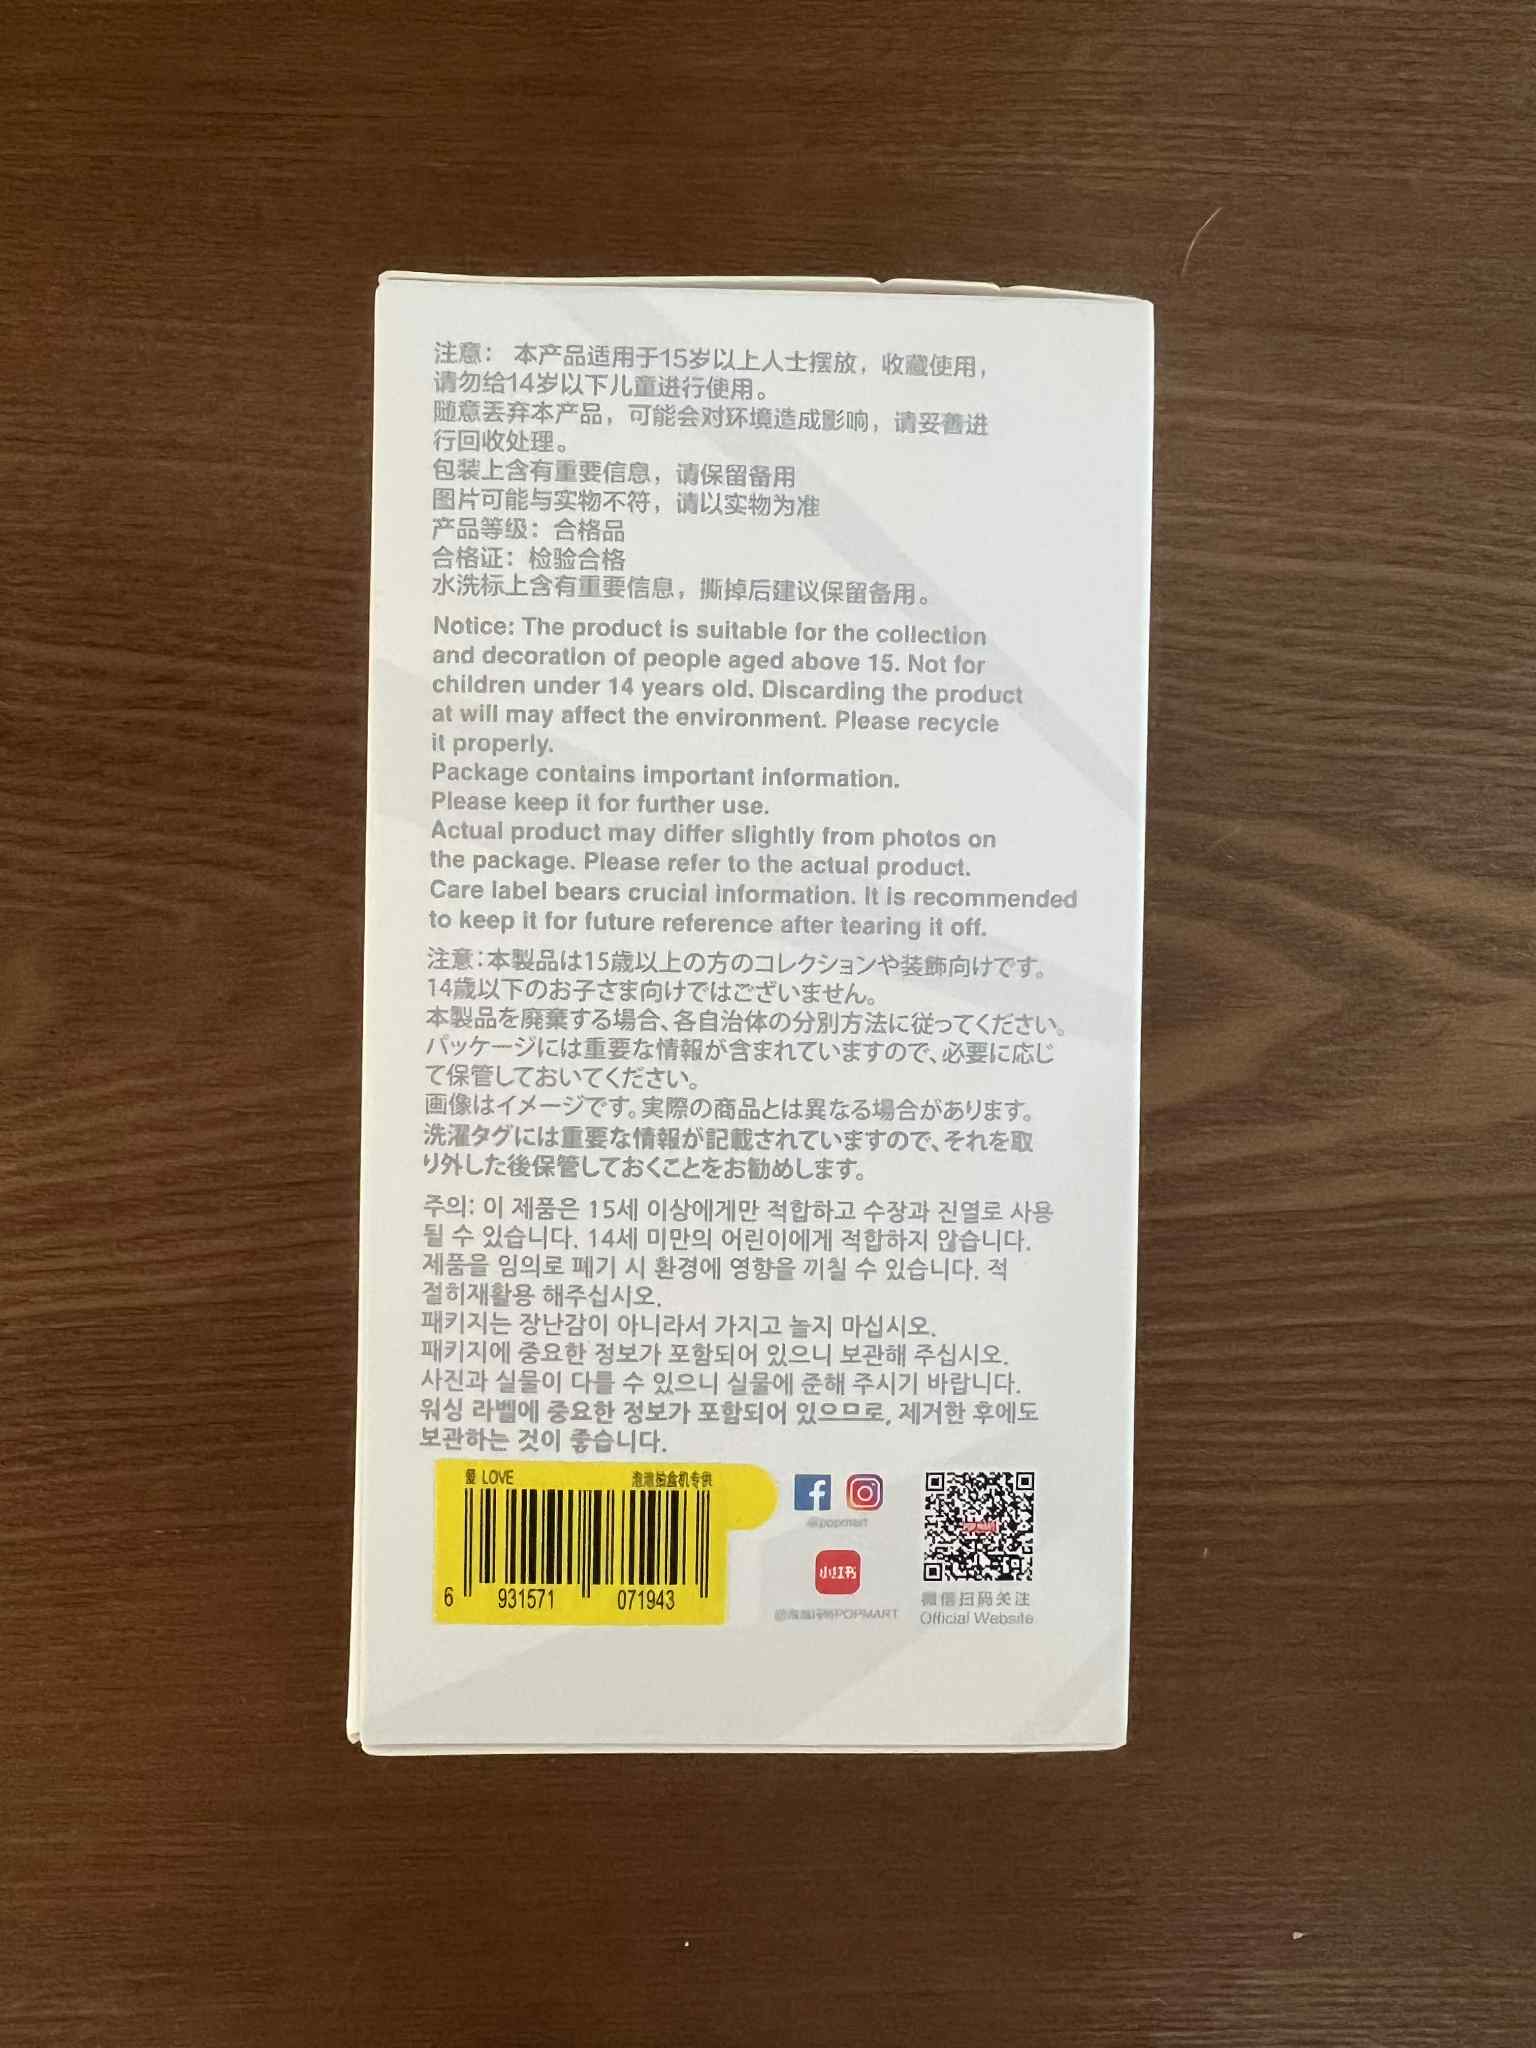 注意： 本产品适用于15岁以上人士摆放，收藏使用，
请勿给14岁以下儿童进行使用。
随意丢弃本产品，可能会对环境造成影响，请妥善进
行回收处理。
包装上含有重要信息，请保留备用
图片可能与实物不符，请以实物为准
产品等级：合格品
合格证：检验合格
水洗标上含有重要信息，撕掉后建议保留备用。
Notice: The product is suitable for the collection
and decoration of people aged above 15. Not for
children under 14 years old. Discarding the product
at will may affect the environment. Please recycle
it properly.
Package contains important information.
Please keep it for further use.
Actual product may differ slightly from photos on
the package. Please refer to the actual product.
Care label bears crucial information. It is recommended
to keep it for future reference after tearing it off.
注意：本製品は15歳以上の方のコレクションや装飾向けです。
14歳以下のお子さま向けではございません。
本製品を廃棄する場合、各自治体の分別方法に従ってください。
パッケージには重要な情報が含まれていますので、必要に応じ
て保管しておいてください。
画像はイメージです。実際の商品とは異なる場合があります。
洗濯タグには重要な情報が記載されていますので、それを取
り外した後保管しておくことをお勧めします。
주의: 이 제품은 15세 이상에게만 적합하고 수장과 진열로 사용
될 수 있습니다. 14세 미만의 어린이에게 적합하지 않습니다.
제품을 임의로 폐기 시 환경에 영향을 끼칠 수 있습니다. 적
절히재활용 해주십시오.
패키지는 장난감이 아니라서 가지고 놀지 마십시오.
패키지에 중요한 정보가 포함되어 있으니 보관해 주십시오.
사진과 실물이 다를 수 있으니 실물에 준해 주시기 바랍니다.
워싱 라벨에 중요한 정보가 포함되어 있으므로, 제거한 후에도
보관하는 것이 좋습니다.
爱 LOVE
6 931571 071943
@popmart
小红书
微信扫码关注
Official Website